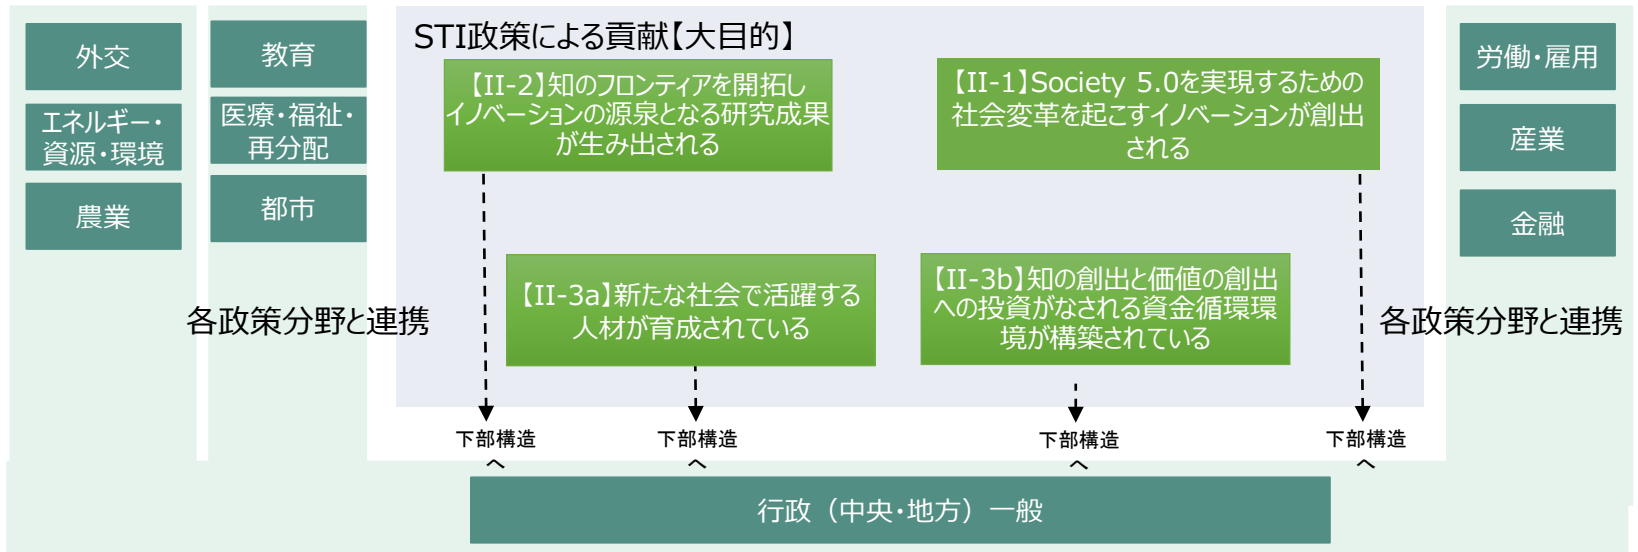 外交
エネルギー・
資源・環境
農業
教育
医療・福祉・
再分配
都市
各政策分野と連携
STI政策による貢献【大目的】
【II-2】知のフロンティアを開拓し
イノベーションの源泉となる研究成果
が生み出される
【II-1】Society 5.0を実現するための
社会変革を起こすイノベーションが創出
される
【II-3a】新たな社会で活躍する
人材が育成されている
【II-3b】知の創出と価値の創出
への投資がなされる資金循環環
境が構築されている
下部構造
へ
下部構造
へ
下部構造
へ
下部構造
へ
労働・雇用
産業
金融
各政策分野と連携
行政（中央・地方）一般